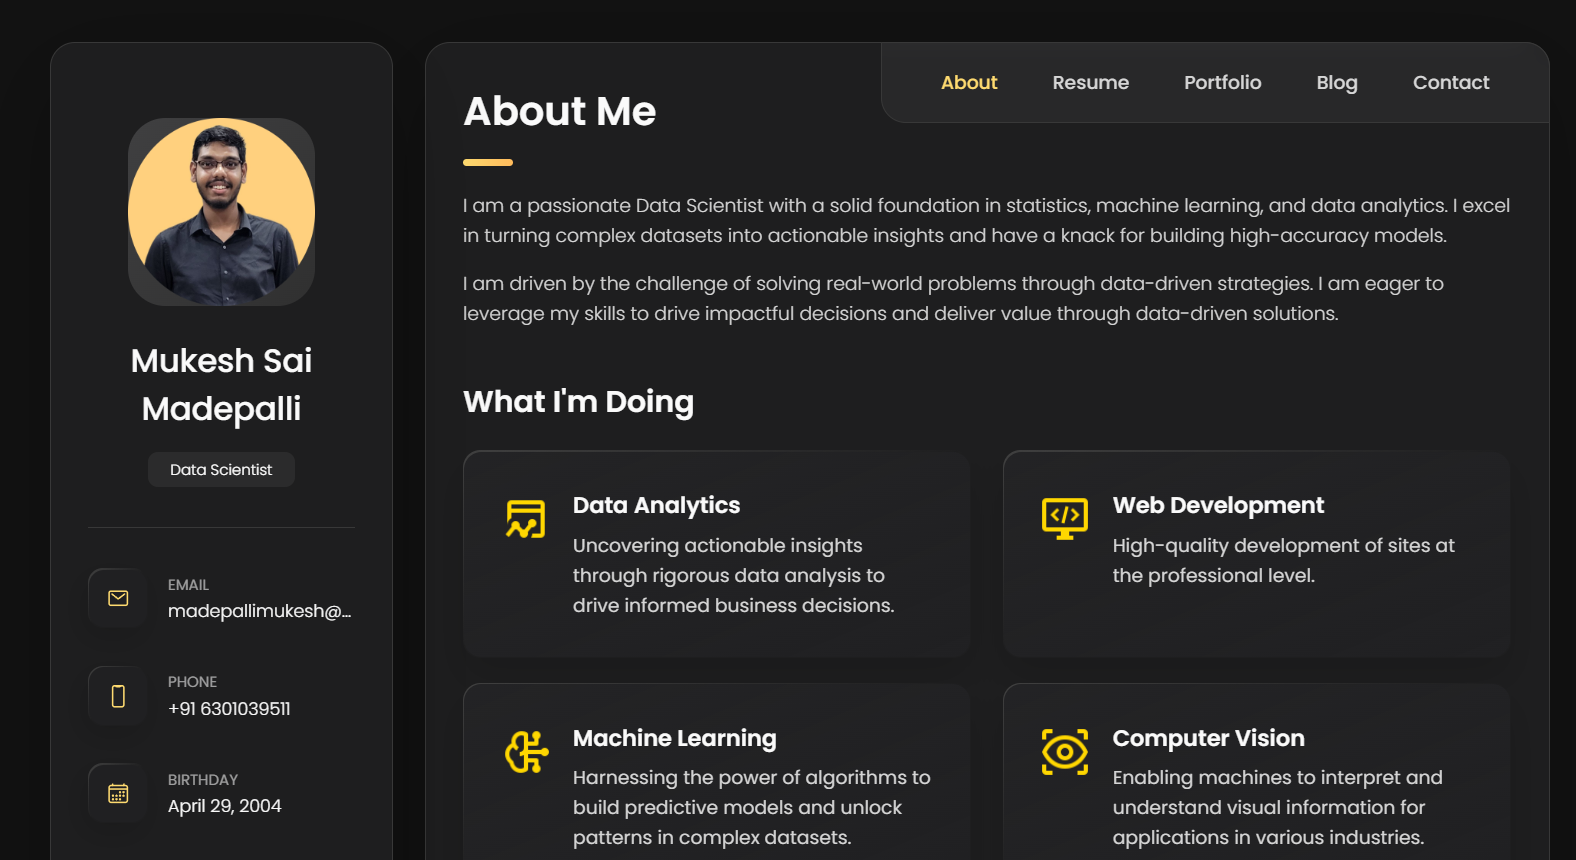 Mukesh Sai
Madepalli
Data Scientist
EMAIL
madepallimukesh@...
PHONE
+91 6301039511
BIRTHDAY
April 29, 2004
About
Resume
Portfolio
Blog
Contact
About Me
I am a passionate Data Scientist with a solid foundation in statistics, machine learning, and data analytics. I excel
in turning complex datasets into actionable insights and have a knack for building high-accuracy models.
I am driven by the challenge of solving real-world problems through data-driven strategies. I am eager to
leverage my skills to drive impactful decisions and deliver value through data-driven solutions.
What I'm Doing
Data Analytics
Uncovering actionable insights
through rigorous data analysis to
drive informed business decisions.
Web Development
High-quality development of sites at
the professional level.
Machine Learning
Harnessing the power of algorithms to
build predictive models and unlock
patterns in complex datasets.
Computer Vision
Enabling machines to interpret and
understand visual information for
applications in various industries.